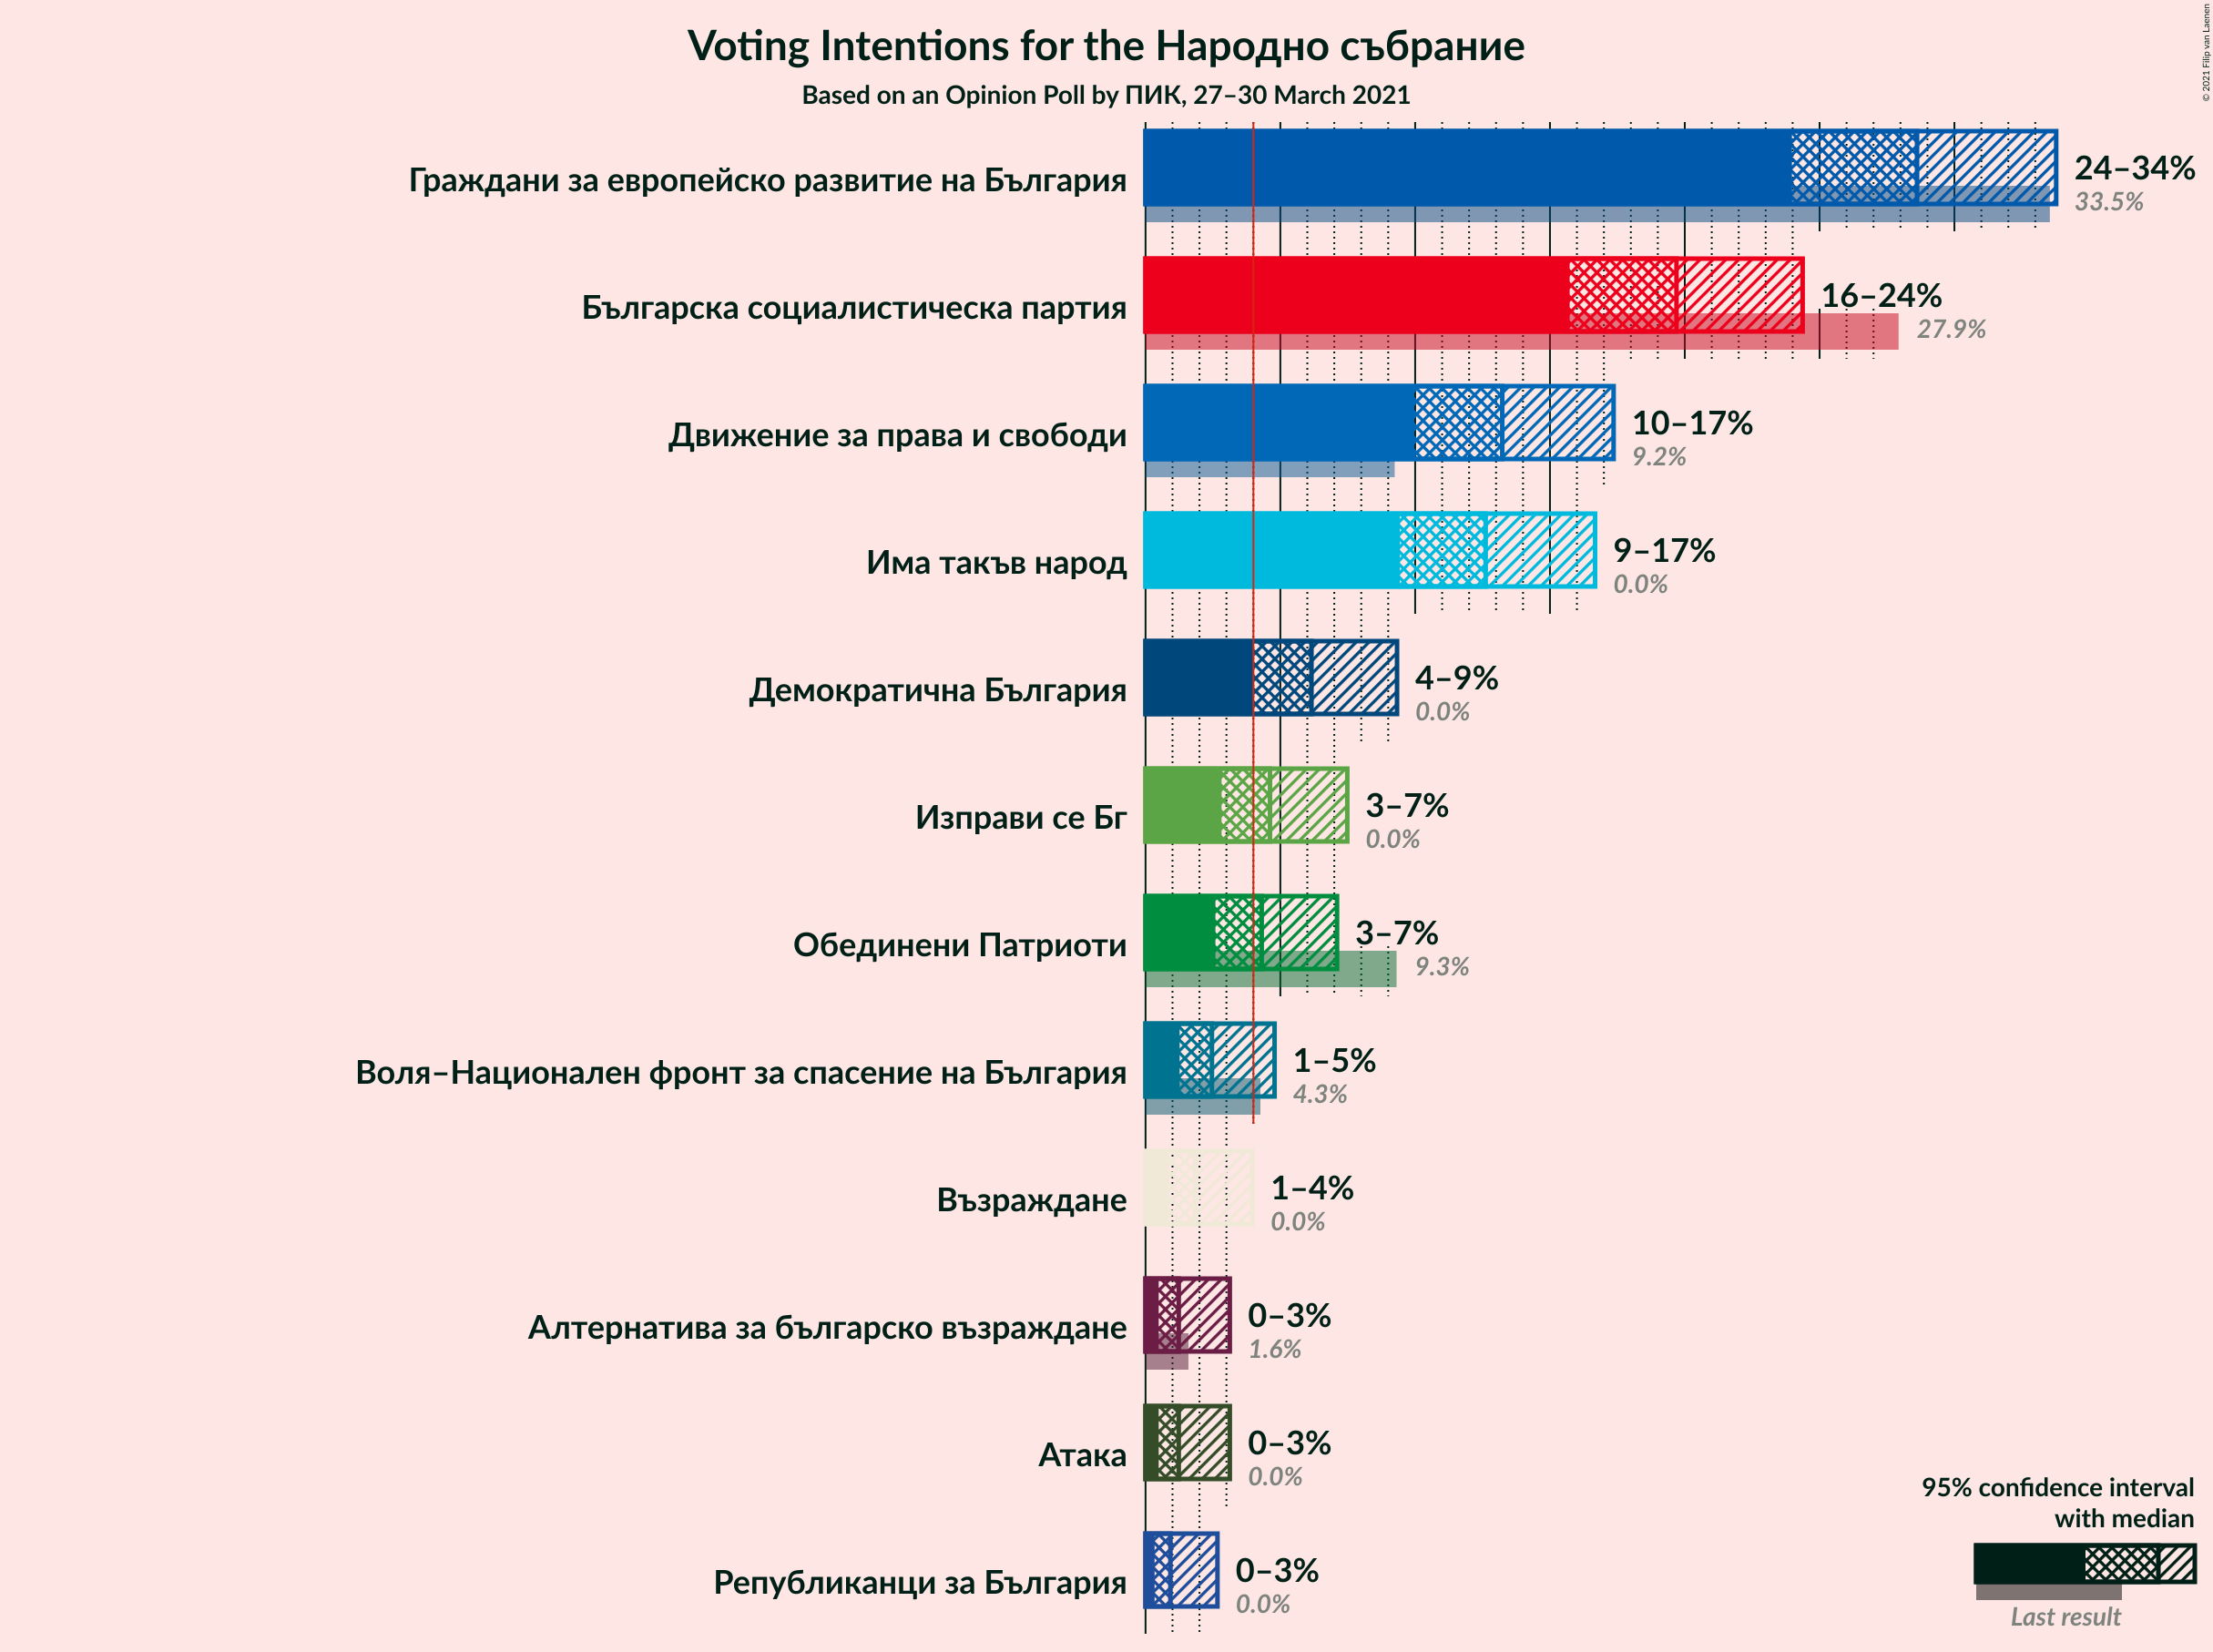 Voting Intentions for the Народно събрание
Based on an Opinion Poll by ПИК, 27–30 March 2021
© 2021 Filip van Laenen
Граждани за европейско развитие на България
24–34%
33.5%
Българска социалистическа партия
16–24%
27.9%
Движение за права и свободи
10–17%
9.2%
Има такъв народ
9–17%
0.0%
Демократична България
4–9%
0.0%
Изправи се Бг
3–7%
0.0%
Обединени Патриоти
3–7%
9.3%
Воля–Национален фронт за спасение на България
1–5%
4.3%
Възраждане
1–4%
0.0%
Алтернатива за българско възраждане
0–3%
1.6%
Атака
0–3%
0.0%
Републиканци за България
0–3%
0.0%
95% confidence interval
with median
Last result